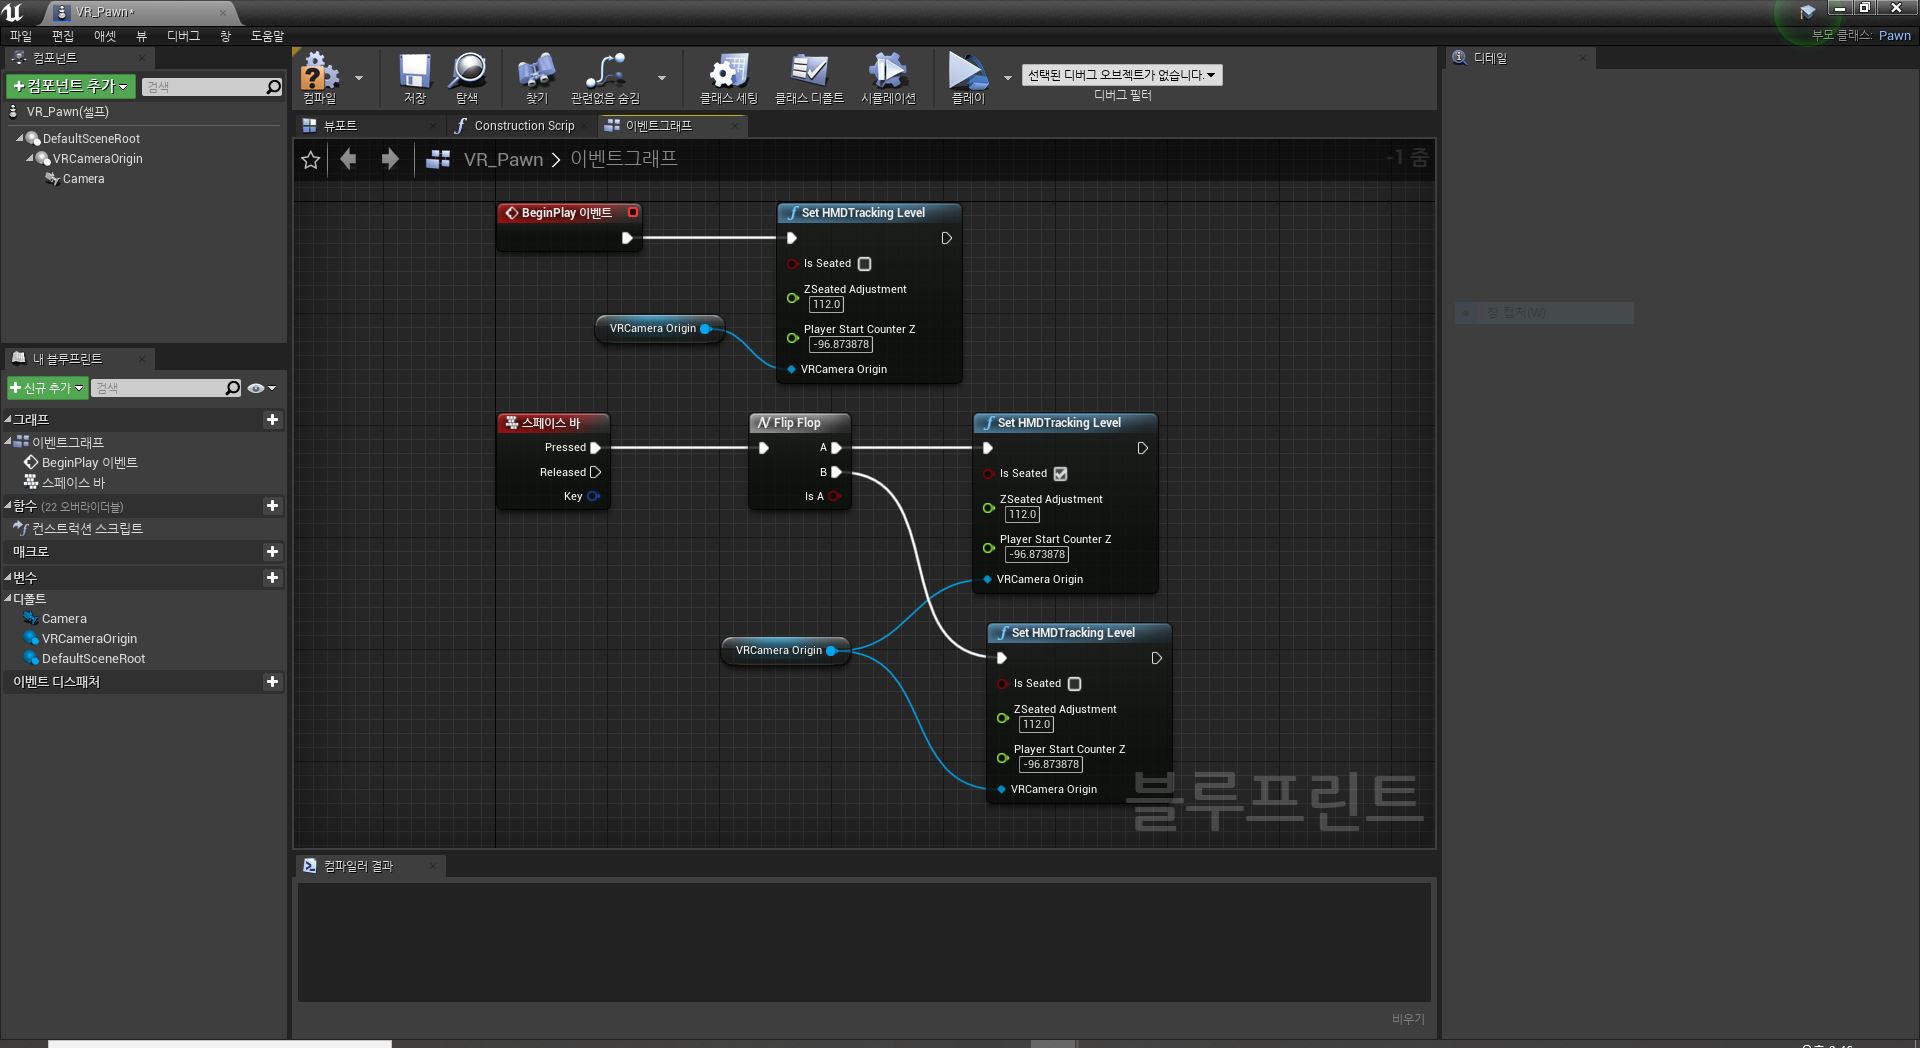 VR_Pawn*
파일 편집 애셋 뷰 디버그 창 도움말
부모 클래스: Pawn
컴포넌트
+컴포넌트 추가
검색
VR_Pawn(셀프)
DefaultSceneRoot
VRCameraOrigin
Camera
내 블루프린트
+신규 추가
검색
그래프
이벤트그래프
BeginPlay 이벤트
스페이스 바
함수 (22 오버라이더블)
컨스트럭션 스크립트
매크로
변수
디폴트
Camera
VRCameraOrigin
DefaultSceneRoot
이벤트 디스패처
컴파일
저장
탐색
찾기
관련없음 숨김
클래스 세팅
클래스 디폴트
시뮬레이션
플레이
선택된 디버그 오브젝트가 없습니다.
디버그 필터
뷰포트
Construction Scrip
이벤트그래프
VR_Pawn > 이벤트그래프
-1 줌
BeginPlay 이벤트
Set HMDTracking Level
Is Seated
ZSeated Adjustment
112.0
Player Start Counter Z
-96.873878
VRCamera Origin
VRCamera Origin
스페이스 바
Pressed
Released
Key
Flip Flop
A
B
Is A
Set HMDTracking Level
Is Seated
ZSeated Adjustment
112.0
Player Start Counter Z
-96.873878
VRCamera Origin
VRCamera Origin
Set HMDTracking Level
Is Seated
ZSeated Adjustment
112.0
Player Start Counter Z
-96.873878
VRCamera Origin
블루프린트
컴파일러 결과
비우기
디테일
창 캡처(W)